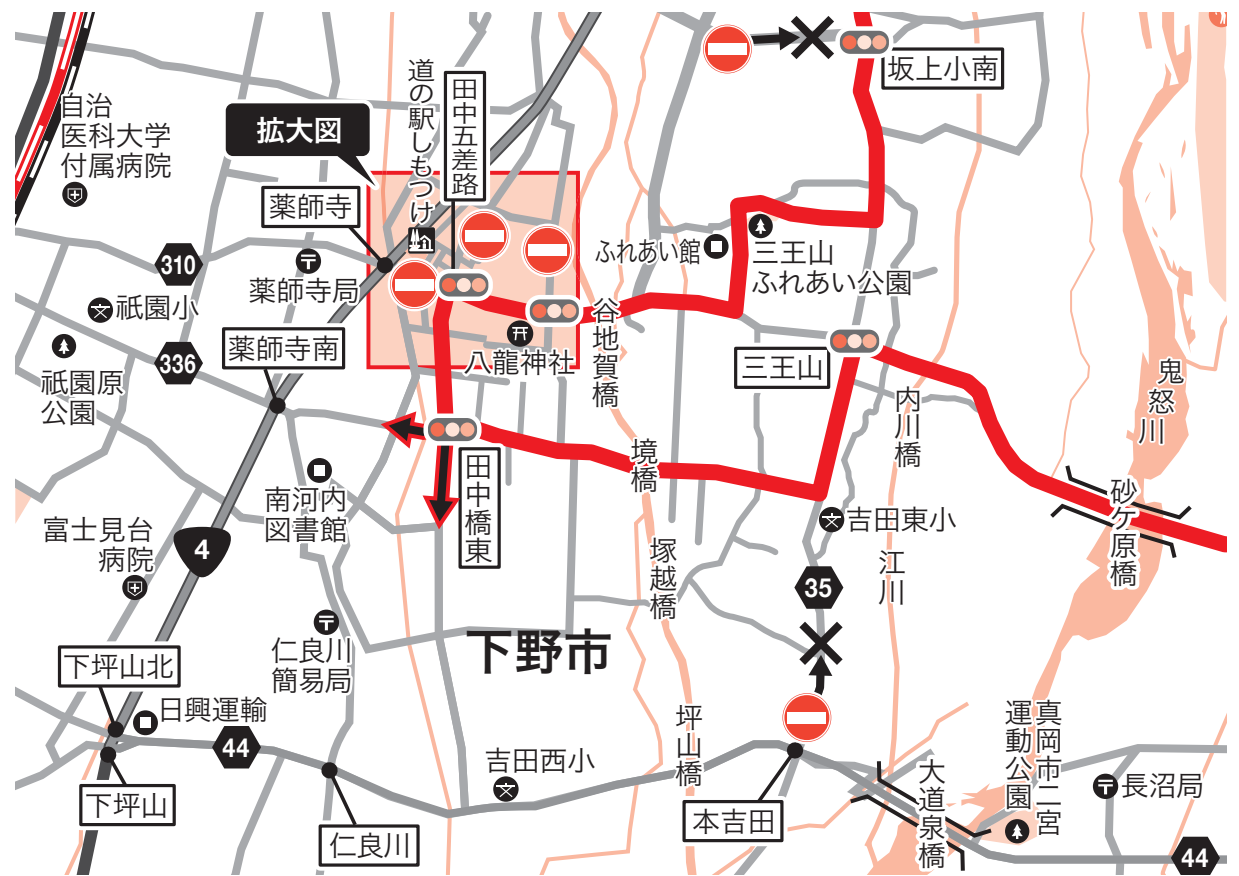 坂上小南
自治
医科大学
付属病院
拡大図
道の駅しもつけ
田中五差路
薬師寺
310
薬師寺局
ふれあい館
三王山
ふれあい公園
祇園小
谷地賀橋
薬師寺南
336
八龍神社
三王山
祇園原
公園
内川橋
鬼怒川
境橋
田中橋東
南河内
図書館
砂ケ原橋
富士見台
病院
4
吉田東小
塚越橋
江川
35
仁良川
簡易局
下野市
下坪山北
日興運輸
44
坪山橋
真岡市二宮
運動公園
吉田西小
大道泉橋
長沼局
下坪山
仁良川
本吉田
44